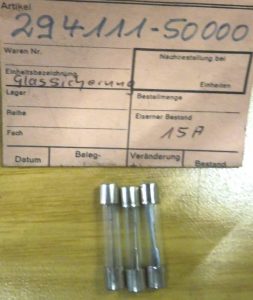 Artikel
294111-50000
Waren Nr.
Nachbestellung bei
Einheitsbezeichnung
Glassicherung
Einheiten
Lager
Bestellmenge
Reihe
Eiserner Bestand
Fach
15A
Datum Beleg- Veränderung Bestand